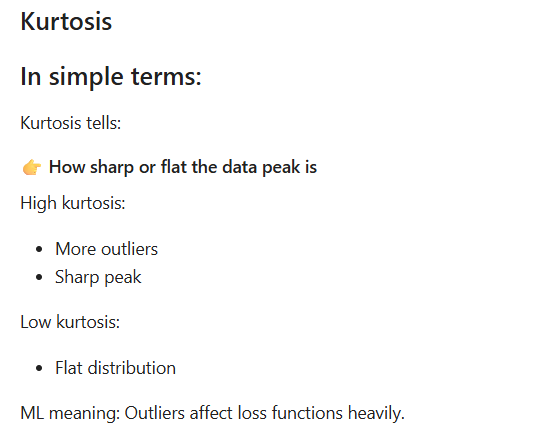 Kurtosis
In simple terms:
Kurtosis tells:
👉 How sharp or flat the data peak is
High kurtosis:
• More outliers
• Sharp peak
Low kurtosis:
• Flat distribution
ML meaning: Outliers affect loss functions heavily.